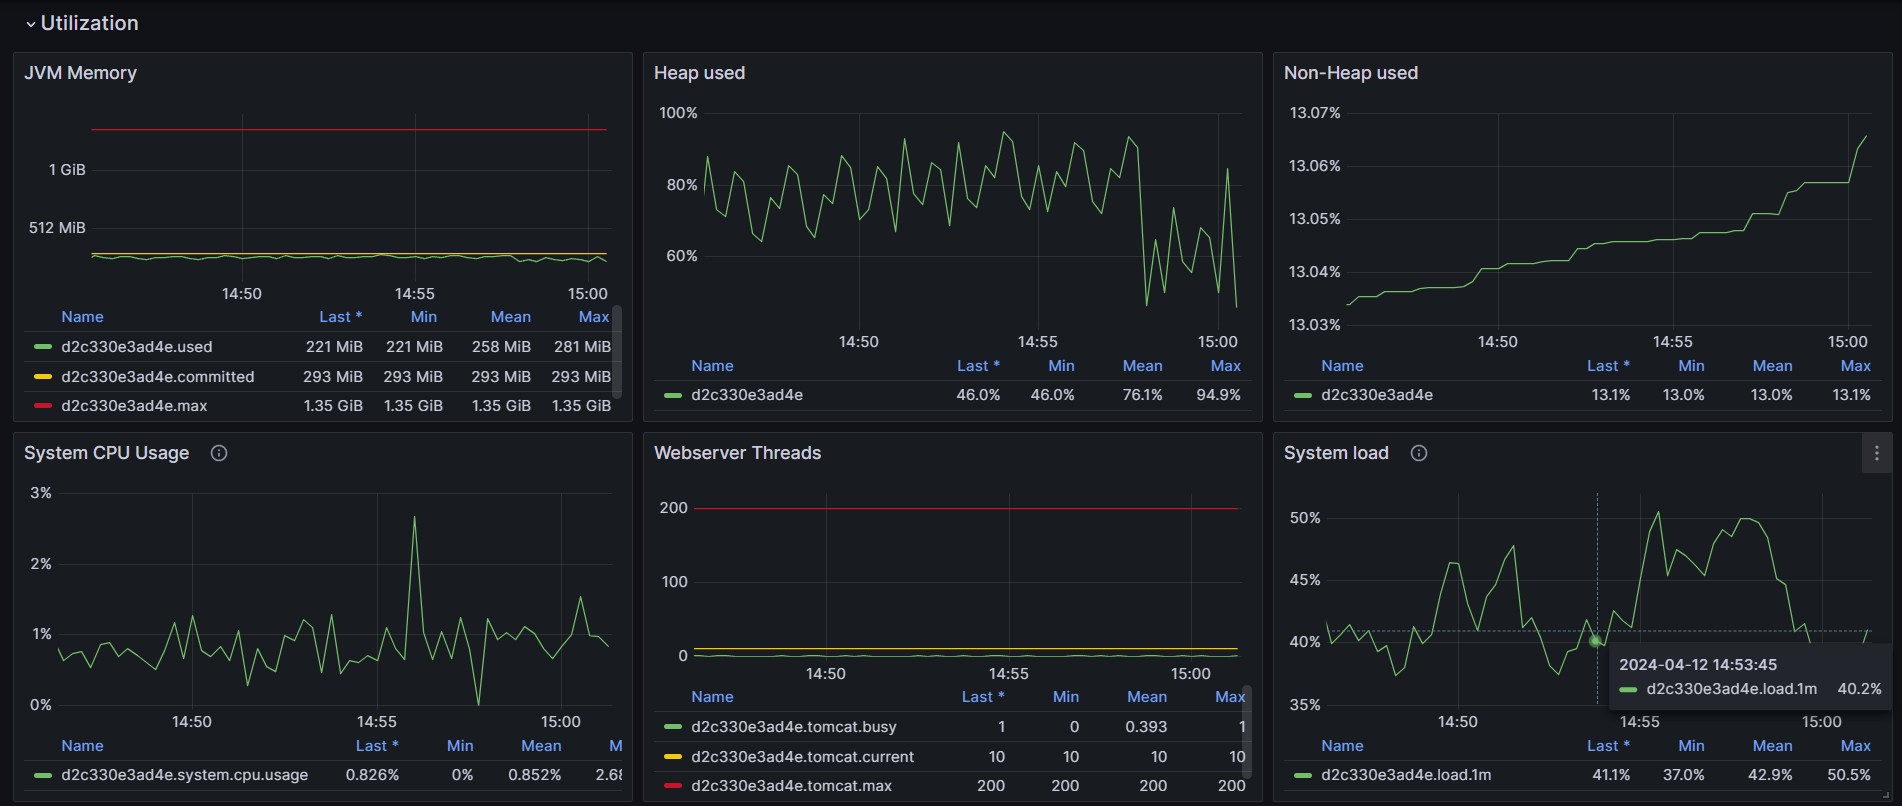 Utilization
JVM Memory
1 GiB
512 MiB
14:50 14:55 15:00
Name Last * Min Mean Max
d2c330e3ad4e.used 221 MiB 221 MiB 258 MiB 281 MiB
d2c330e3ad4e.committed 293 MiB 293 MiB 293 MiB 293 MiB
d2c330e3ad4e.max 1.35 GiB 1.35 GiB 1.35 GiB 1.35 GiB
Heap used
100%
80%
60%
14:50 14:55 15:00
Name Last * Min Mean Max
d2c330e3ad4e 46.0% 46.0% 76.1% 94.9%
Non-Heap used
13.07%
13.06%
13.05%
13.04%
13.03%
14:50 14:55 15:00
Name Last * Min Mean Max
d2c330e3ad4e 13.1% 13.0% 13.0% 13.1%
System CPU Usage
3%
2%
1%
0%
14:50 14:55 15:00
Name Last * Min Mean M
d2c330e3ad4e.system.cpu.usage 0.826% 0% 0.852% 2.68
Webserver Threads
200
100
0
14:50 14:55 15:00
Name Last * Min Mean Max
d2c330e3ad4e.tomcat.busy 1 0 0.393 1
d2c330e3ad4e.tomcat.current 10 10 10 10
d2c330e3ad4e.tomcat.max 200 200 200 200
System load
50%
45%
40%
35%
2024-04-12 14:53:45
d2c330e3ad4e.load.1m 40.2%
14:50 14:55 15:00
Name Last * Min Mean Max
d2c330e3ad4e.load.1m 41.1% 37.0% 42.9% 50.5%